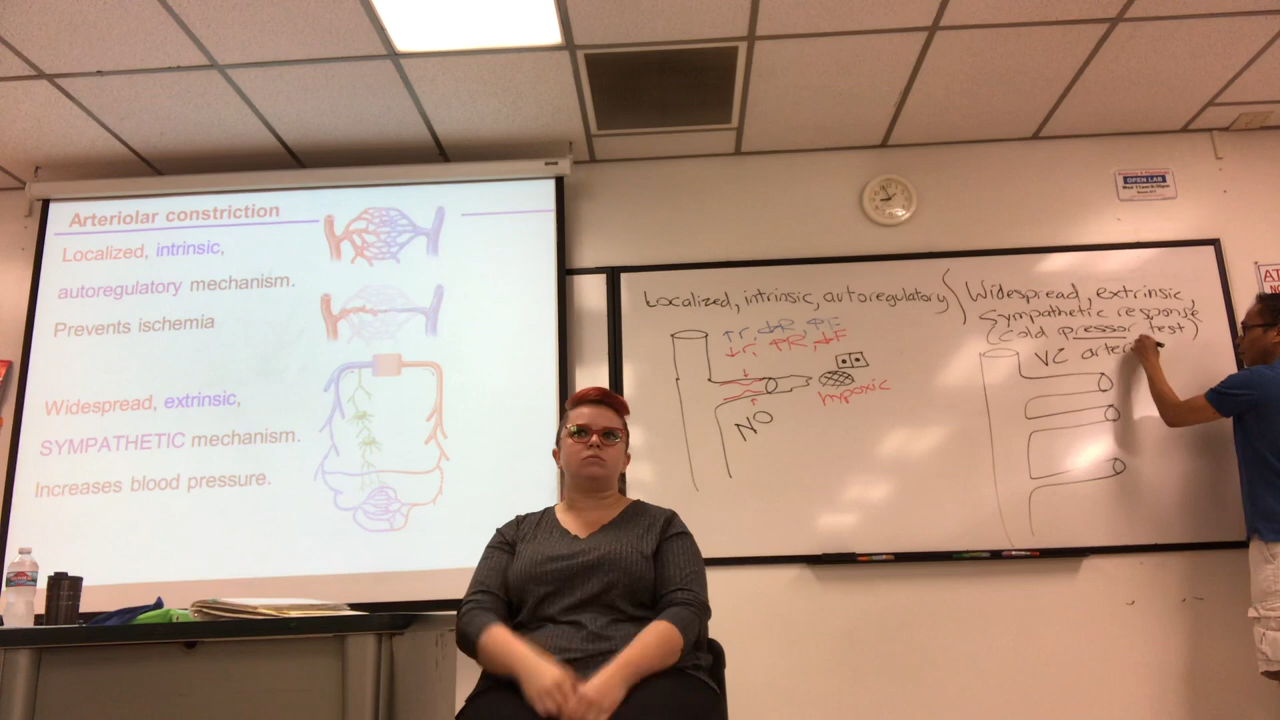 Arteriolar constriction
Localized, intrinsic,
autoregulatory mechanism.
Prevents ischemia
Widespread, extrinsic,
SYMPATHETIC mechanism.
Increases blood pressure.
Localized, intrinsic, autoregulatory
↑r, ↓R, ↑F
↓r, ↑R, ↓F
hypoxic
NO
Widespread, extrinsic,
Sympathetic response
(cold pressor test)
VC
OPEN LAB